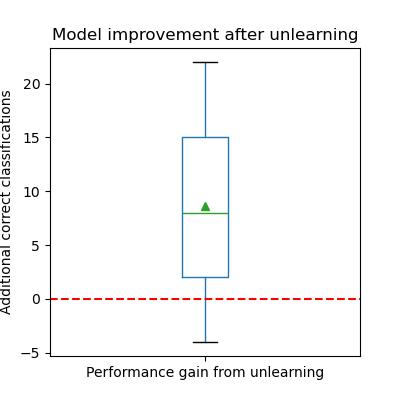 Model improvement after unlearning
Additional correct classifications
20
15
10
5
0
−5
Performance gain from unlearning